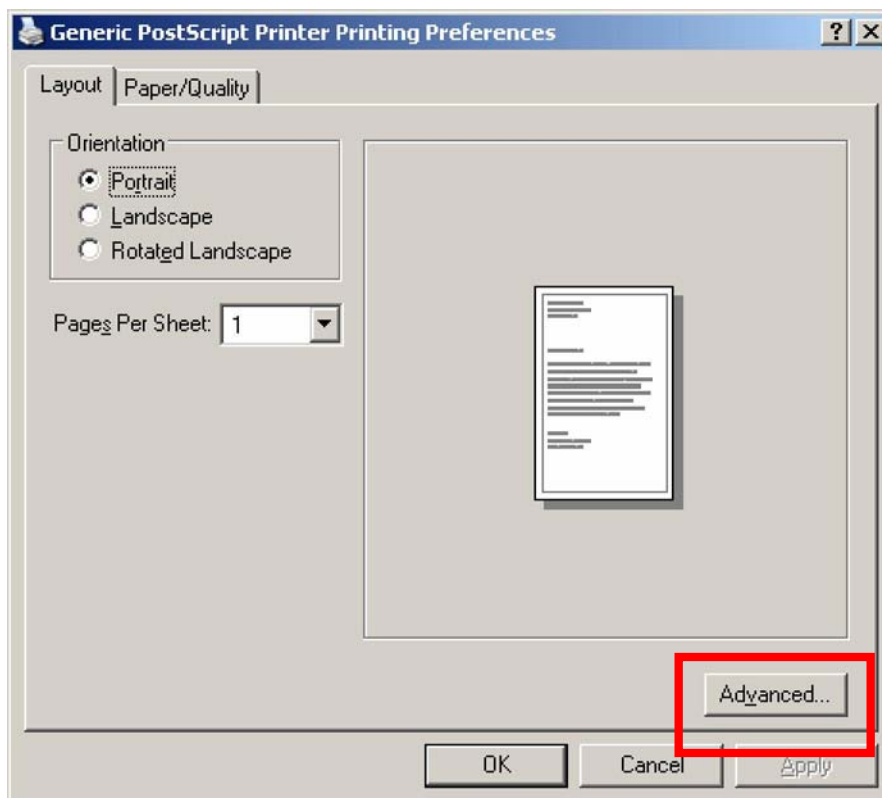 Generic PostScript Printer Printing Preferences
Layout
Paper/Quality
Orientation
Portrait
Landscape
Rotated Landscape
Pages Per Sheet: 1
Advanced...
OK
Cancel
Apply